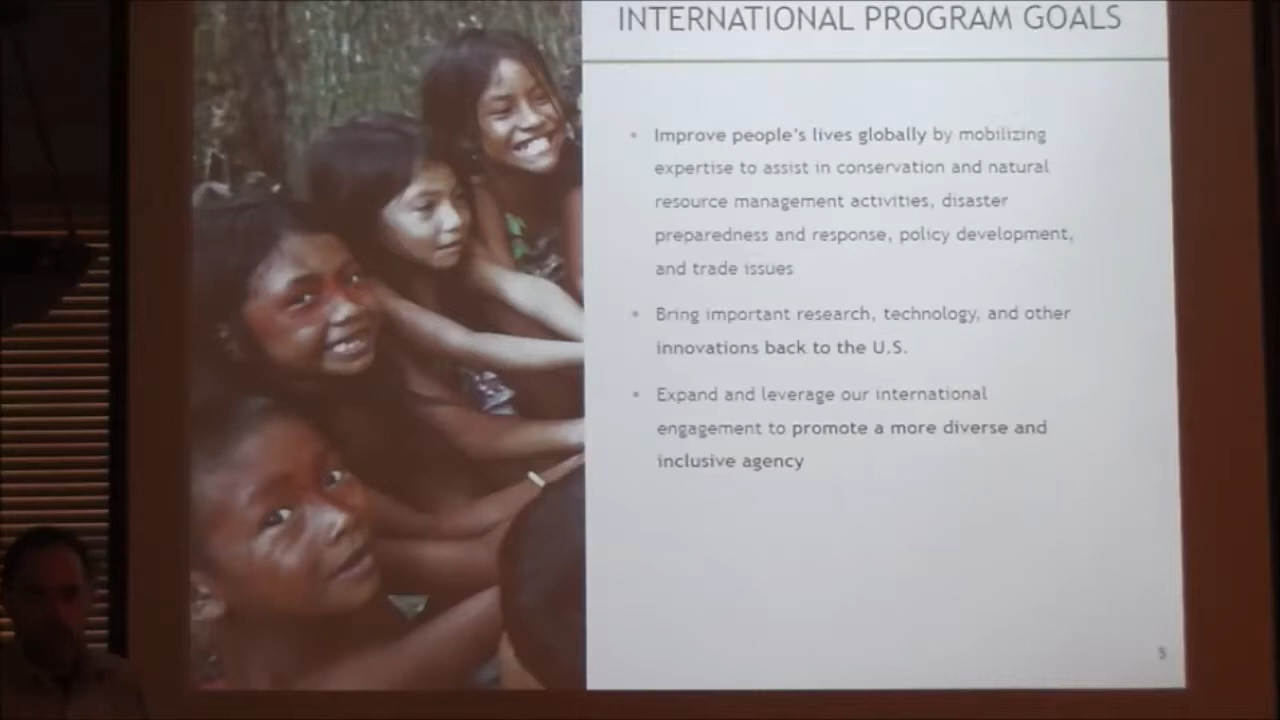 INTERNATIONAL PROGRAM GOALS
• Improve people's lives globally by mobilizing
expertise to assist in conservation and natural
resource management activities, disaster
preparedness and response, policy development,
and trade issues
• Bring important research, technology, and other
innovations back to the U.S.
• Expand and leverage our international
engagement to promote a more diverse and
inclusive agency
5